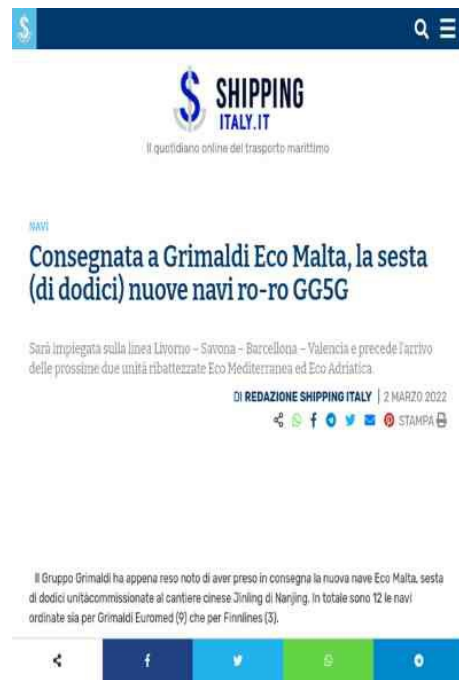 SHIPPING
ITALY.IT
Il quotidiano online del trasporto marittimo
NAVI
Consegnata a Grimaldi Eco Malta, la sesta
(di dodici) nuove navi ro-ro GG5G
Sarà impiegata sulla linea Livorno – Savona – Barcellona – Valencia e precede l'arrivo
delle prossime due unità ribattezzate Eco Mediterranea ed Eco Adriatica.
DI REDAZIONE SHIPPING ITALY | 2 MARZO 2022
STAMPA
Il Gruppo Grimaldi ha appena reso noto di aver preso in consegna la nuova nave Eco Malta, sesta
di dodici unitàcommissionate al cantiere cinese Jinling di Nanjing. In totale sono 12 le navi
ordinate sia per Grimaldi Euromed (9) che per Finnlines (3).